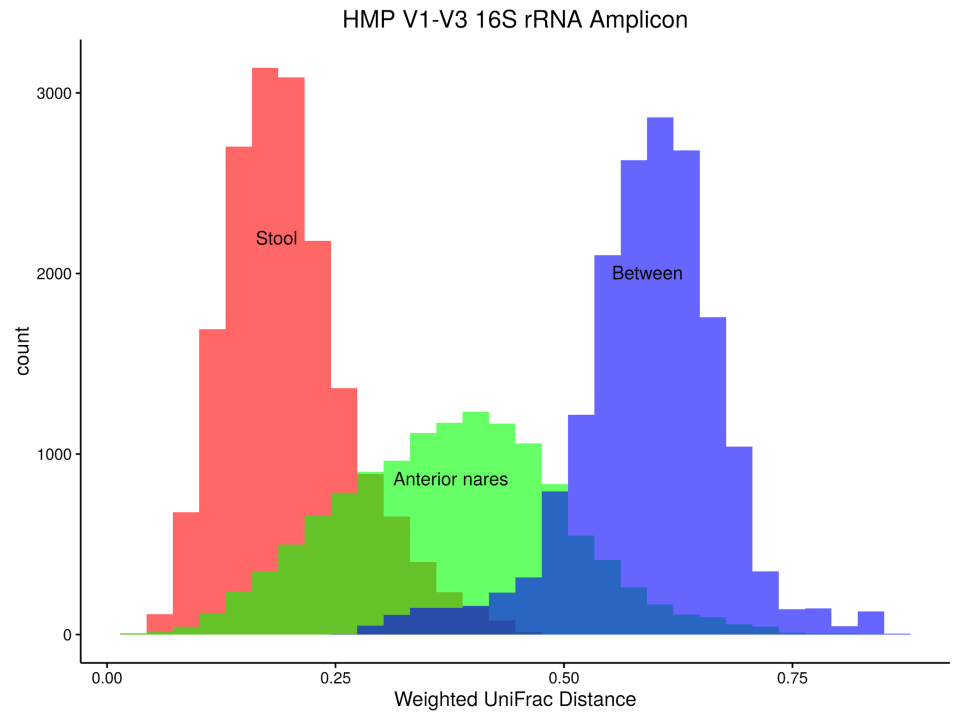 HMP V1-V3 16S rRNA Amplicon
3000
2000
1000
0
count
Stool
Between
Anterior nares
0.00 0.25 0.50 0.75
Weighted UniFrac Distance